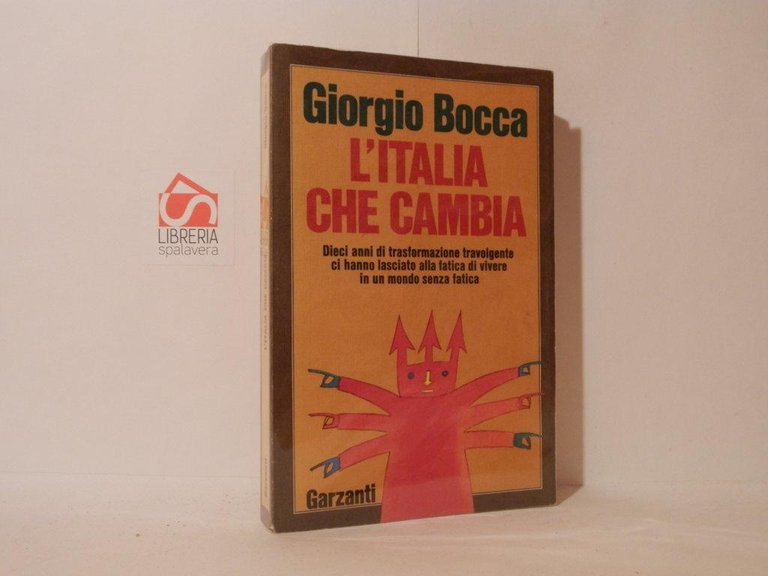 Giorgio Bocca
L'ITALIA
CHE CAMBIA
Dieci anni di trasformazione travolgente
ci hanno lasciato alla fatica di vivere
in un mondo senza fatica
Garzanti
LIBRERIA
spalavera